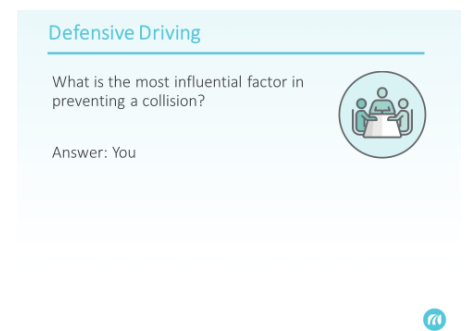 Defensive Driving
What is the most influential factor in
preventing a collision?
Answer: You